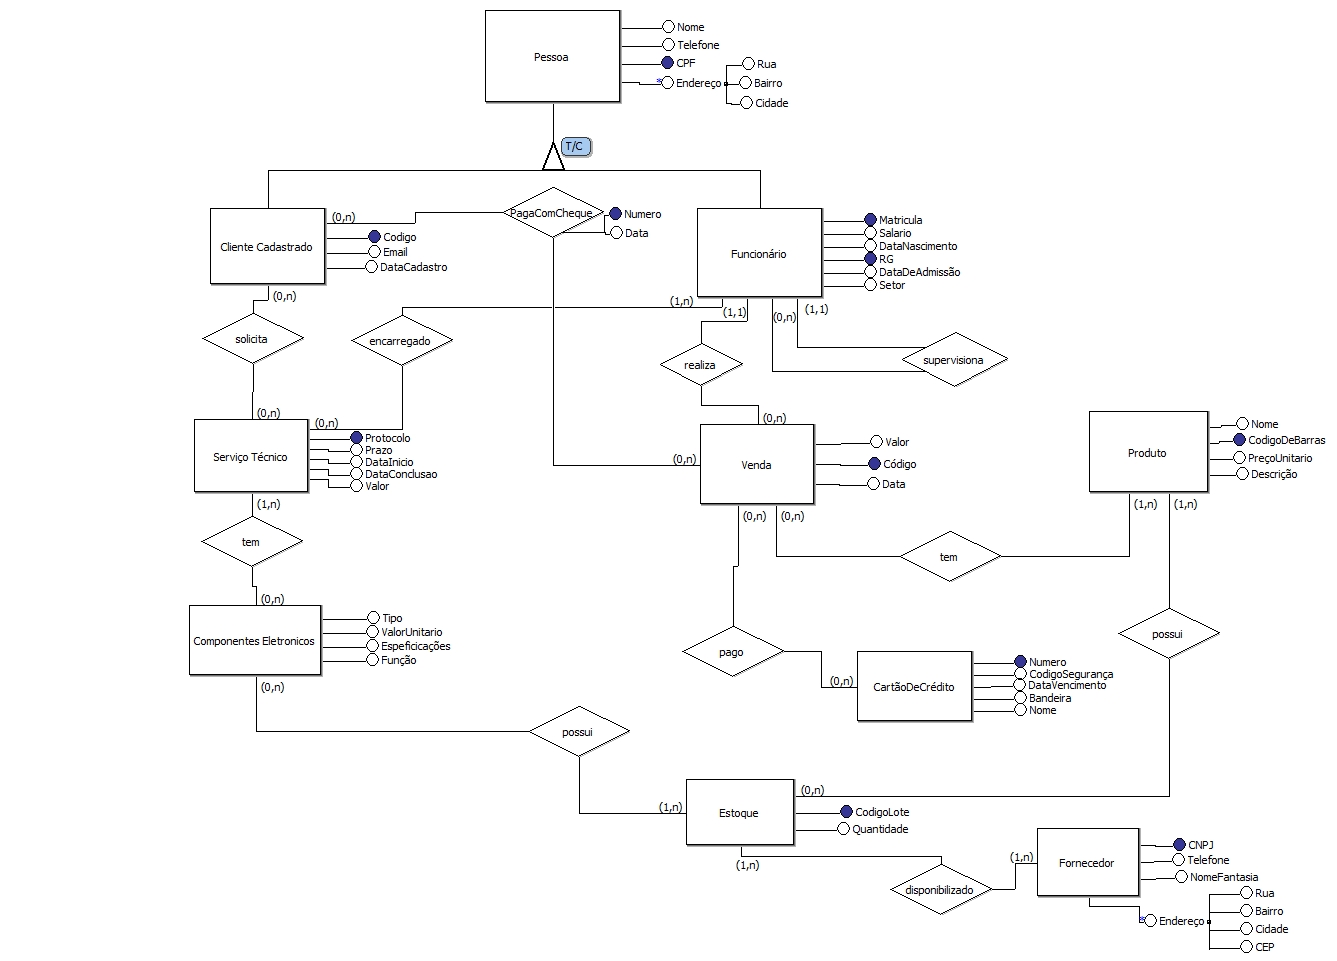 Pessoa
Nome
Telefone
CPF
Endereço
Rua
Bairro
Cidade
T/C
Cliente Cadastrado
(0,n)
Codigo
Email
DataCadastro
PagaComCheque
Numero
Data
Funcionário
Matricula
Salario
DataNascimento
RG
DataDeAdmissão
Setor
(0,n)
(1,n)
(1,1)
(0,n)
(1,1)
solicita
encarregado
realiza
supervisiona
(0,n)
(0,n)
(0,n)
Serviço Técnico
Protocolo
Prazo
DataInicio
DataConclusao
Valor
(0,n)
Venda
Valor
Código
Data
Produto
Nome
CodigoDeBarras
PreçoUnitario
Descrição
(1,n)
(0,n)
(0,n)
(1,n)
(1,n)
tem
tem
(0,n)
Componentes Eletronicos
Tipo
ValorUnitario
Espeficicações
Função
possui
pago
(0,n)
(0,n)
CartãoDeCrédito
Numero
CodigoSegurança
DataVencimento
Bandeira
Nome
possui
(1,n)
Estoque
(0,n)
CodigoLote
Quantidade
(1,n)
disponibilizado
(1,n)
Fornecedor
CNPJ
Telefone
NomeFantasia
Endereço
Rua
Bairro
Cidade
CEP